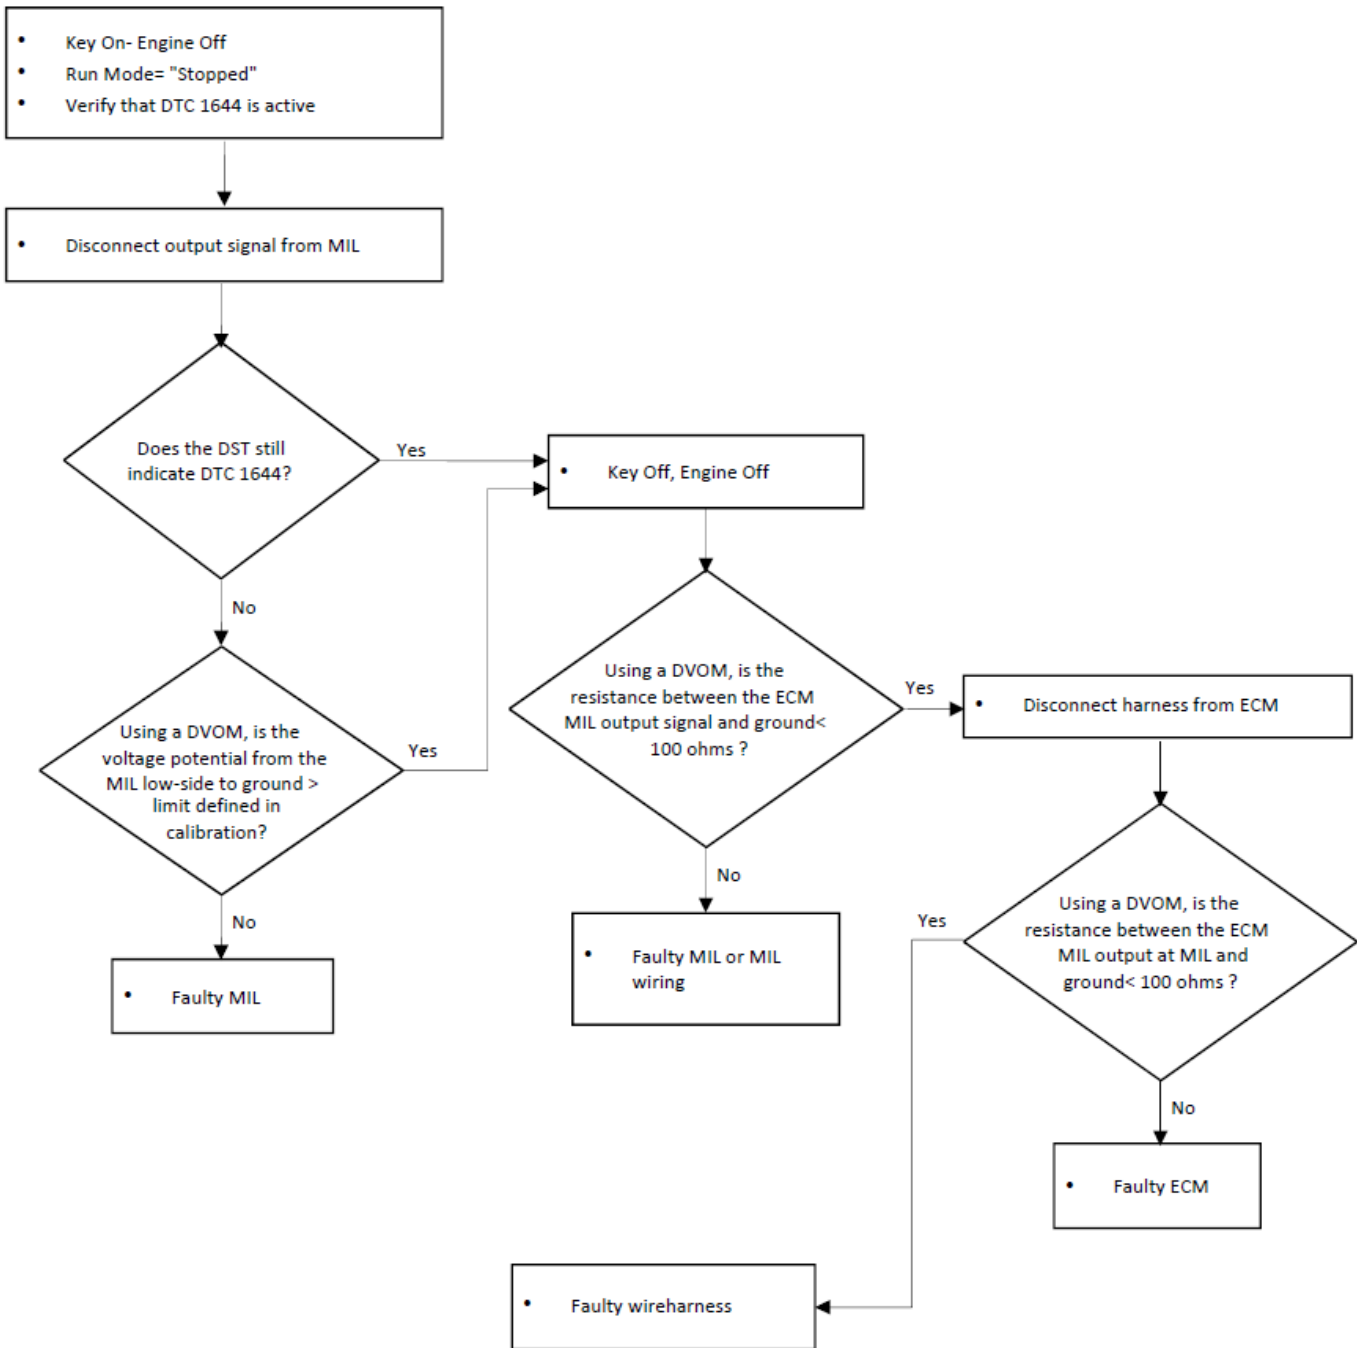 • Key On- Engine Off
• Run Mode= "Stopped"
• Verify that DTC 1644 is active
• Disconnect output signal from MIL
Does the DST still
indicate DTC 1644?
Yes
• Key Off, Engine Off
No
Using a DVOM, is the
voltage potential from the
MIL low-side to ground >
limit defined in
calibration?
Yes
No
• Faulty MIL
Using a DVOM, is the
resistance between the ECM
MIL output signal and ground<
100 ohms ?
Yes
• Disconnect harness from ECM
No
• Faulty MIL or MIL
wiring
Using a DVOM, is the
resistance between the ECM
MIL output at MIL and
ground< 100 ohms ?
Yes
No
• Faulty ECM
• Faulty wireharness